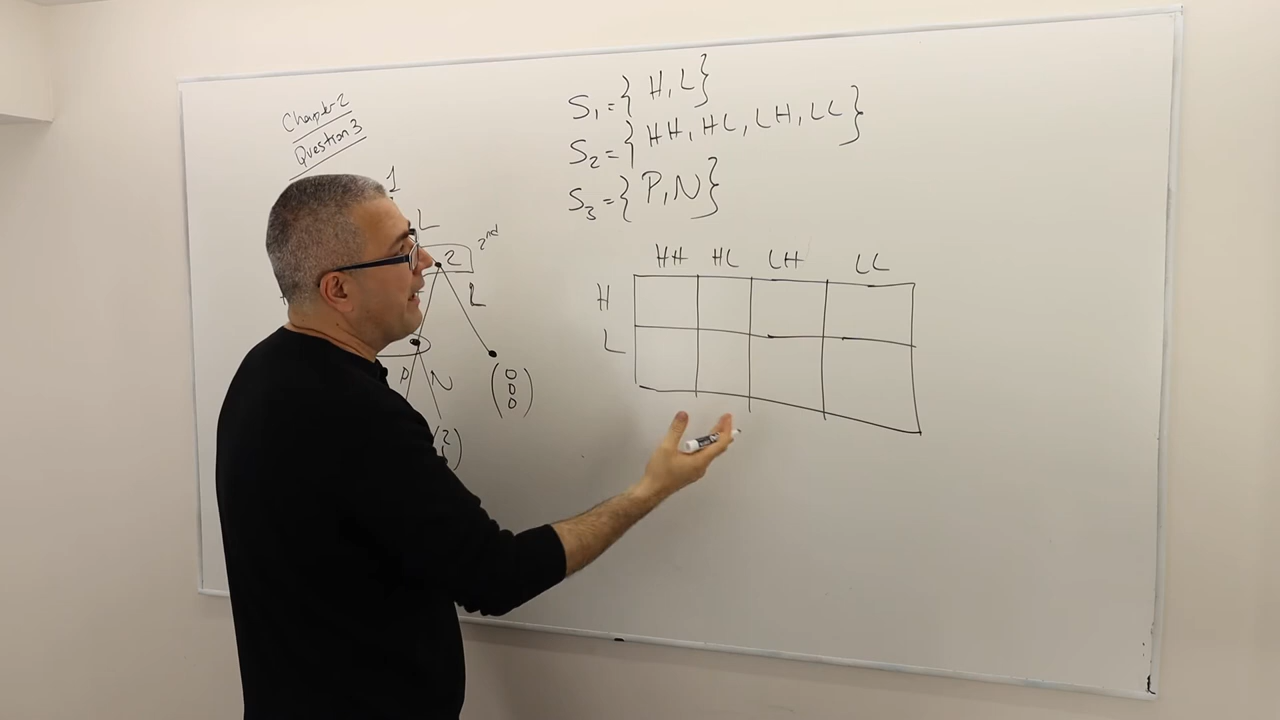 Chapter 2
Question 3
S₁ = { H, L }
S₂ = { HH, HL, LH, LL }
S₃ = { P, N }
1
L
2
2nd
L
P N
0
0
0
2
HH HL LH LL
H
L